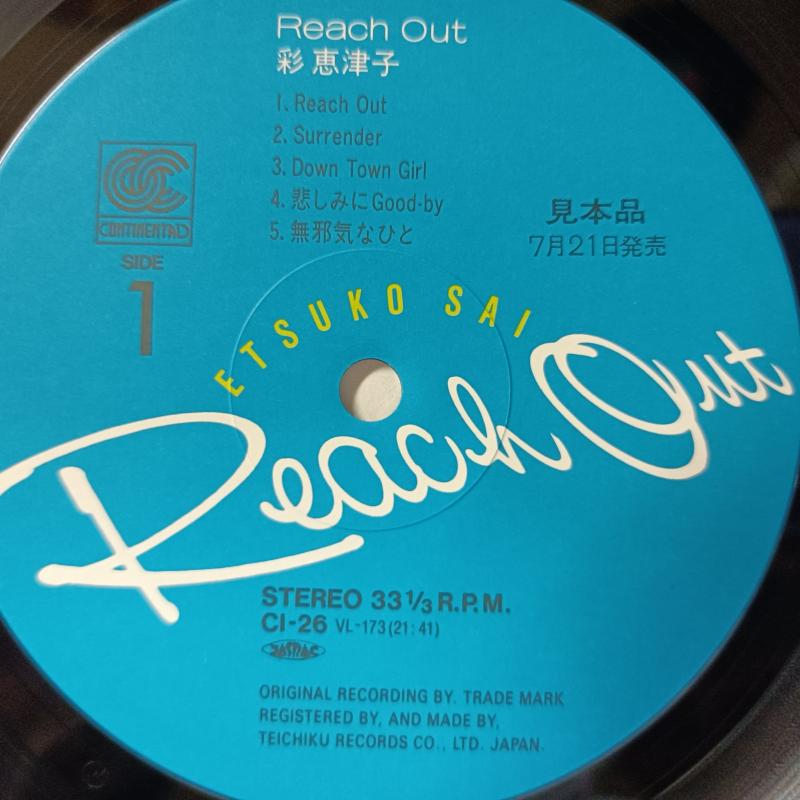 Reach Out
彩 恵津子
1. Reach Out
2. Surrender
3. Down Town Girl
4. 悲しみにGood-by
5. 無邪気なひと
CONTINENTAL
SIDE
1
見本品
7月21日発売
ETSUKO SAI
Reach Out
STEREO 33 1/3 R.P.M.
CI-26 VL-173(21:41)
JASRAC
ORIGINAL RECORDING BY. TRADE MARK
REGISTERED BY, AND MADE BY,
TEICHIKU RECORDS CO., LTD. JAPAN.